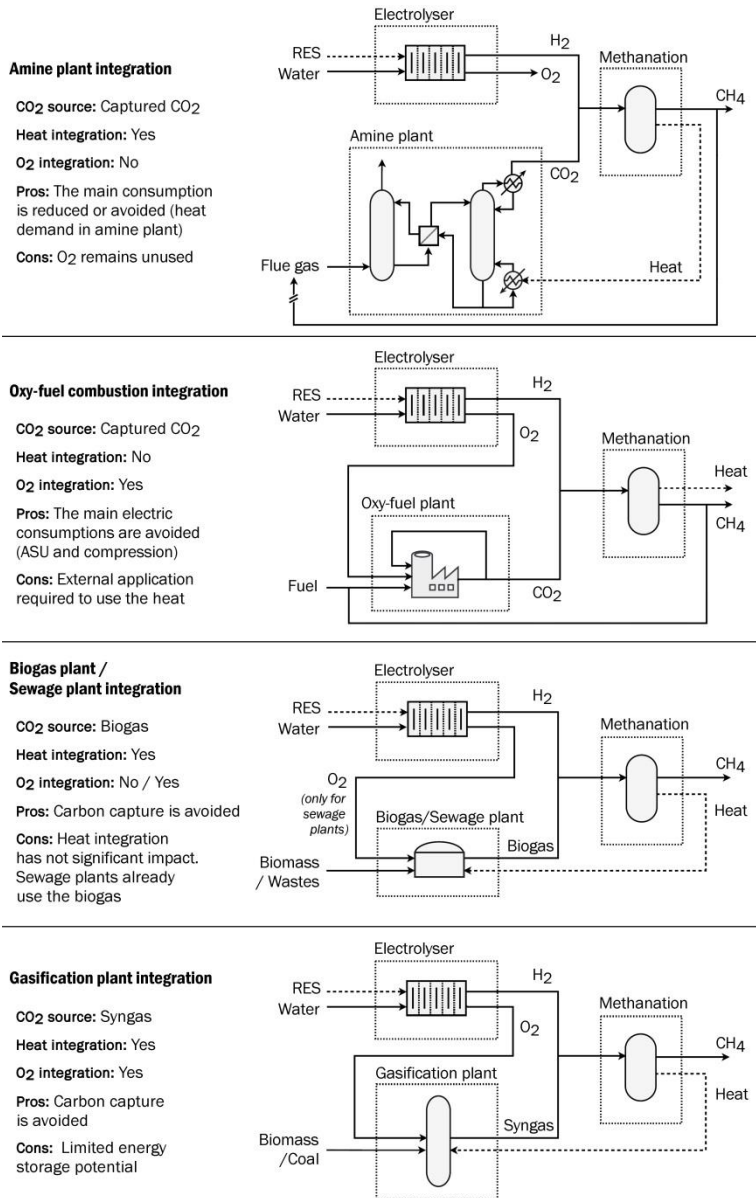 Amine plant integration
CO2 source: Captured CO2
Heat integration: Yes
O2 integration: No
Pros: The main consumption
is reduced or avoided (heat
demand in amine plant)
Cons: O2 remains unused
Electrolyser
RES
Water
H2
O2
Methanation
CH4
Amine plant
CO2
Flue gas
Heat
Oxy-fuel combustion integration
CO2 source: Captured CO2
Heat integration: No
O2 integration: Yes
Pros: The main electric
consumptions are avoided
(ASU and compression)
Cons: External application
required to use the heat
Electrolyser
RES
Water
H2
O2
Methanation
Heat
CH4
Oxy-fuel plant
Fuel
CO2
Biogas plant /
Sewage plant integration
CO2 source: Biogas
Heat integration: Yes
O2 integration: No / Yes
Pros: Carbon capture is avoided
Cons: Heat integration
has not significant impact.
Sewage plants already
use the biogas
Electrolyser
RES
Water
H2
Methanation
CH4
Heat
O2
(only for
sewage
plants)
Biogas/Sewage plant
Biogas
Biomass
/ Wastes
Gasification plant integration
CO2 source: Syngas
Heat integration: Yes
O2 integration: Yes
Pros: Carbon capture
is avoided
Cons: Limited energy
storage potential
Electrolyser
RES
Water
H2
O2
Methanation
CH4
Heat
Gasification plant
Syngas
Biomass
/Coal